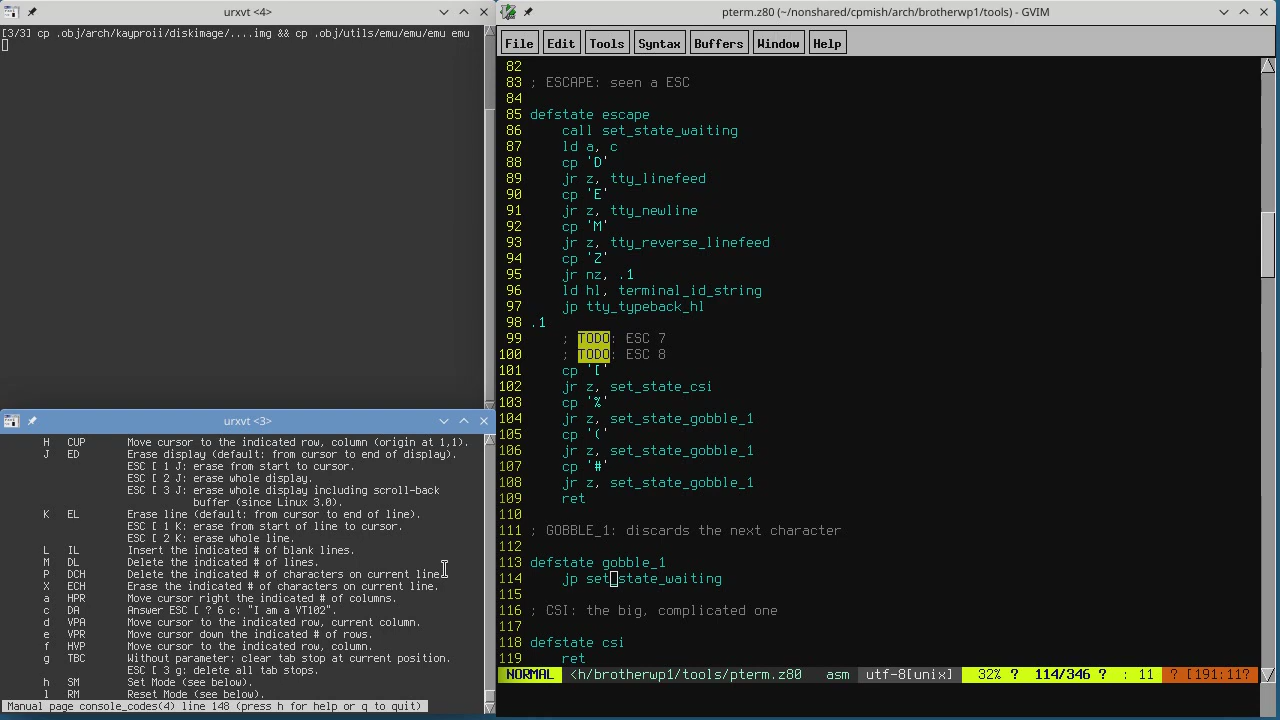 urxvt <4>
[3/3] cp .obj/arch/kayproii/diskimage/....img && cp .obj/utils/emu/emu/emu emu
urxvt <3>
H CUP Move cursor to the indicated row, column (origin at 1,1).
J ED Erase display (default: from cursor to end of display).
ESC [ 1 J: erase from start to cursor.
ESC [ 2 J: erase whole display.
ESC [ 3 J: erase whole display including scroll-back
buffer (since Linux 3.0).
K EL Erase line (default: from cursor to end of line).
ESC [ 1 K: erase from start of line to cursor.
ESC [ 2 K: erase whole line.
L IL Insert the indicated # of blank lines.
M DL Delete the indicated # of lines.
P DCH Delete the indicated # of characters on current line.
X ECH Erase the indicated # of characters on current line.
a HPR Move cursor right the indicated # of columns.
c DA Answer ESC [ ? 6 c: "I am a VT102".
d VPA Move cursor to the indicated row, current column.
e VPR Move cursor down the indicated # of rows.
f HVP Move cursor to the indicated row, column.
g TBC Without parameter: clear tab stop at current position.
ESC [ 3 g: delete all tab stops.
h SM Set Mode (see below).
l RM Reset Mode (see below).
Manual page console_codes(4) line 148 (press h for help or q to quit)
pterm.z80 (~/nonshared/cpmish/arch/brotherwp1/tools) - GVIM
File Edit Tools Syntax Buffers Window Help
82
83 ; ESCAPE: seen a ESC
84
85 defstate escape
86 call set_state_waiting
87 ld a, c
88 cp 'D'
89 jr z, tty_linefeed
90 cp 'E'
91 jr z, tty_newline
92 cp 'M'
93 jr z, tty_reverse_linefeed
94 cp 'Z'
95 jr nz, .1
96 ld hl, terminal_id_string
97 jp tty_typeback_hl
98 .1
99 ; TODO: ESC 7
100 ; TODO: ESC 8
101 cp '['
102 jr z, set_state_csi
103 cp '%'
104 jr z, set_state_gobble_1
105 cp '('
106 jr z, set_state_gobble_1
107 cp '#'
108 jr z, set_state_gobble_1
109 ret
110
111 ; GOBBLE_1: discards the next character
112
113 defstate gobble_1
114 jp set_state_waiting
115
116 ; CSI: the big, complicated one
117
118 defstate csi
119 ret
NORMAL <h/brotherwp1/tools/pterm.z80 asm utf-8[unix] 32% ? 114/346 ? : 11 ? [191:11?